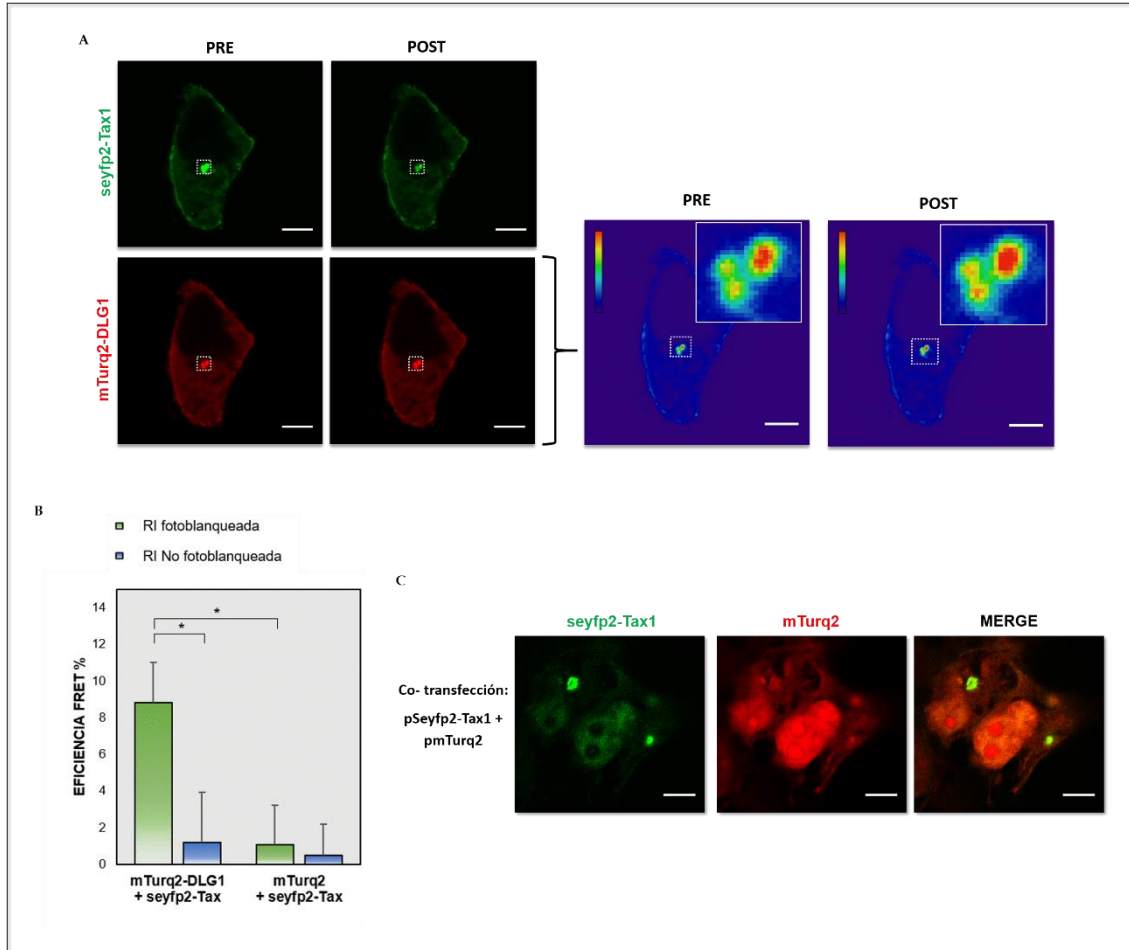 A
PRE
POST
seyfp2-Tax1
mTurq2-DLG1
PRE
POST
B
RI fotoblanqueada
RI No fotoblanqueada
EFICIENCIA FRET %
14
12
10
8
6
4
2
0
*
*
mTurq2-DLG1
+ seyfp2-Tax
mTurq2
+ seyfp2-Tax
C
seyfp2-Tax1
mTurq2
MERGE
Co- transfección:
pSeyfp2-Tax1 +
pmTurq2